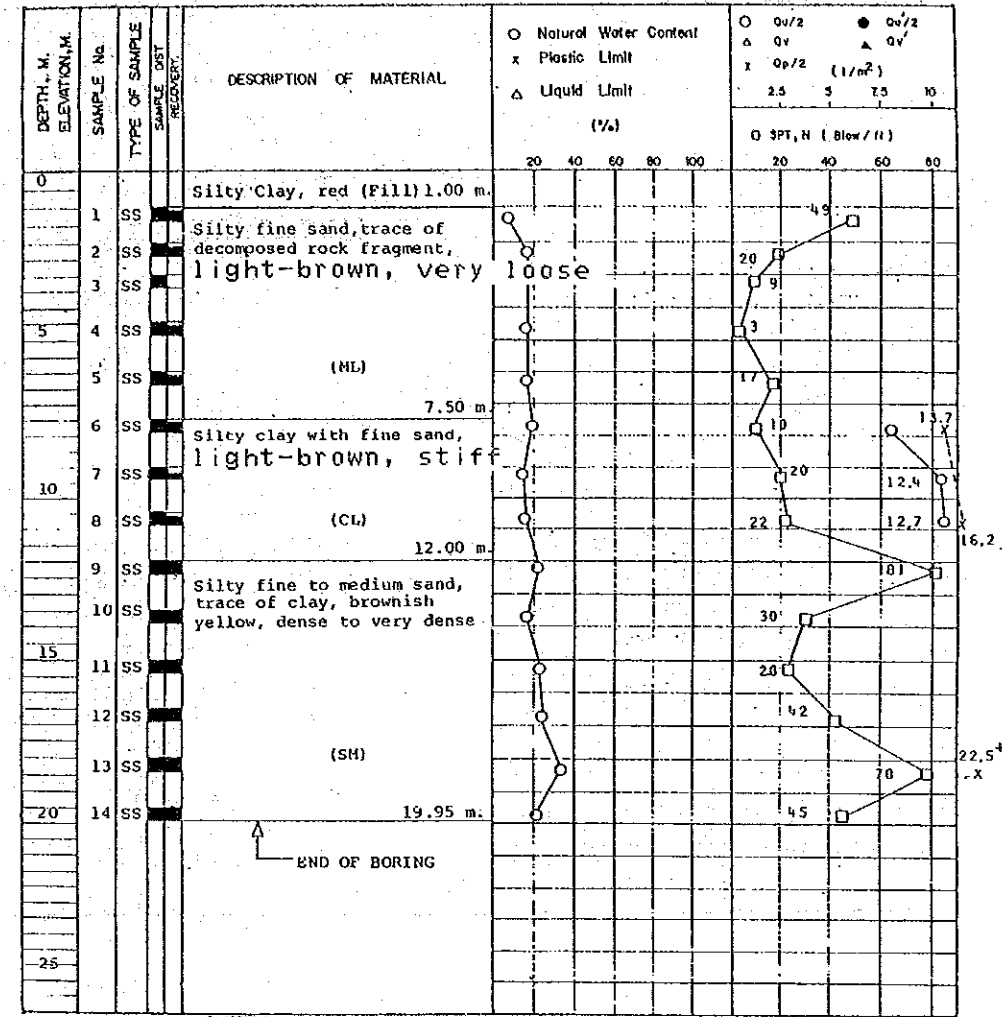 DEPTH, M.
ELEVATION, M.
SAMPLE No.
TYPE OF SAMPLE
SAMPLE DIST
RECOVERY.
DESCRIPTION OF MATERIAL
○ Natural Water Content
x Plastic Limit
△ Liquid Limit
(%)
20 40 60 80 100
○ Qu/2 ● Qu'/2
△ Qv ▲ Qv'
x Qp/2 (t/m²)
2.5 5 7.5 10
□ SPT, N (Blow/ft)
20 40 60 80
0
Silty Clay, red (Fill) 1.00 m.
1 SS
49
Silty fine sand, trace of
decomposed rock fragment,
light-brown, very loose
2 SS
20
3 SS
9
5
4 SS
3
(ML)
5 SS
17
7.50 m.
6 SS
10
13.7
Silty clay with fine sand,
light-brown, stiff
7 SS
20
12.4
10
(CL)
8 SS
22
12.7
16.2
12.00 m.
9 SS
81
Silty fine to medium sand,
trace of clay, brownish
yellow, dense to very dense
10 SS
30
15
11 SS
12 SS
42
(SM)
22.5+
13 SS
78
20
14 SS
19.95 m.
45
END OF BORING
25